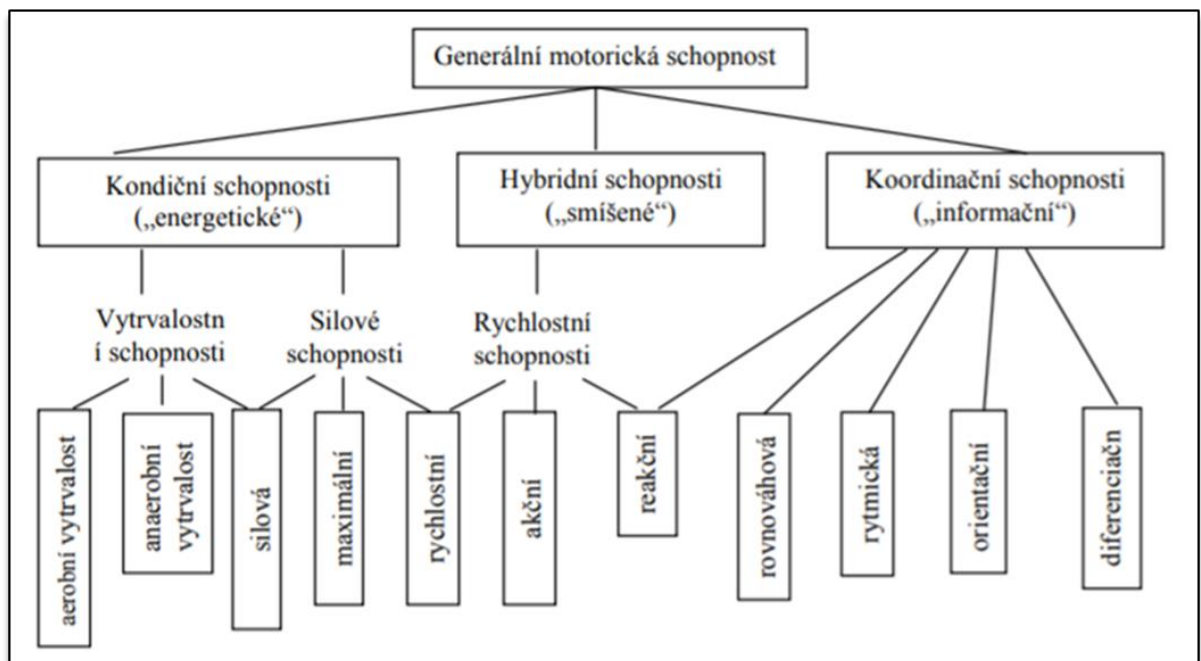 Generální motorická schopnost
Kondiční schopnosti
(„energetické“)
Hybridní schopnosti
(„smíšené“)
Koordinační schopnosti
(„informační“)
Vytrvalostn
í schopnosti
Silové
schopnosti
Rychlostní
schopnosti
aerobní vytrvalost
anaerobní
vytrvalost
silová
maximální
rychlostní
akční
reakční
rovnováhová
rytmická
orientační
diferenciačn